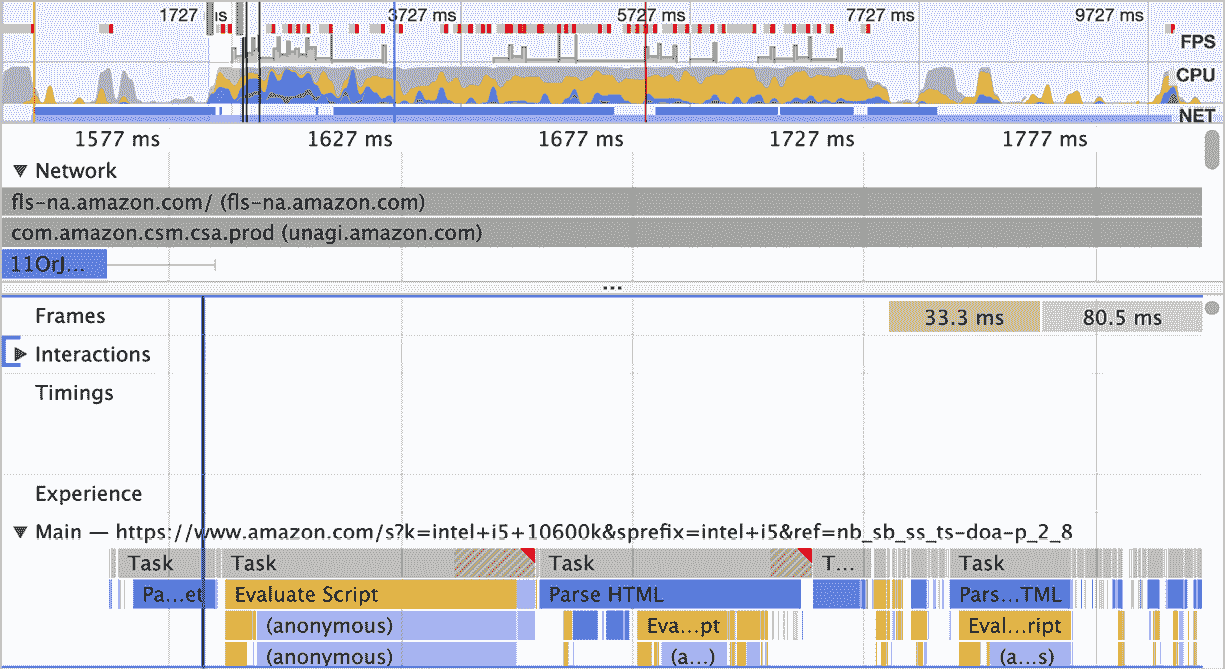 1727 ms 3727 ms 5727 ms 7727 ms 9727 ms
FPS
CPU
NET
1577 ms 1627 ms 1677 ms 1727 ms 1777 ms
▼ Network
fls-na.amazon.com/ (fls-na.amazon.com)
com.amazon.csm.csa.prod (unagi.amazon.com)
11OrJ...
...
Frames 33.3 ms 80.5 ms
▶ Interactions
Timings
Experience
▼ Main — https://www.amazon.com/s?k=intel+i5+10600k&sprefix=intel+i5&ref=nb_sb_ss_ts-doa-p_2_8
Task Task Task T... Task
Pa...et Evaluate Script Parse HTML Pars...TML
(anonymous) Eva...pt Eval...ript
(anonymous) (a...) (a...s)